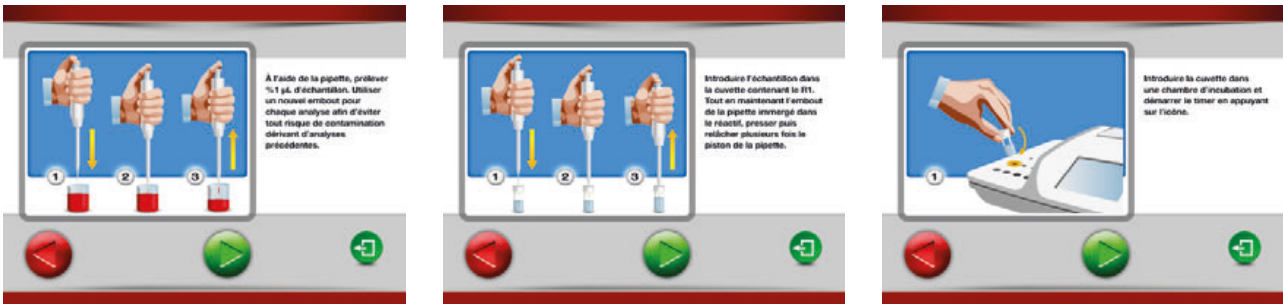 À l'aide de la pipette, prélever
%1 µL d'échantillon. Utiliser
un nouvel embout pour
chaque analyse afin d'éviter
tout risque de contamination
dérivant d'analyses
précédentes.
1
2
3
Introduire l'échantillon dans
la cuvette contenant le R1.
Tout en maintenant l'embout
de la pipette immergé dans
le réactif, presser puis
relâcher plusieurs fois le
piston de la pipette.
1
2
3
Introduire la cuvette dans
une chambre d'incubation et
démarrer le timer en appuyant
sur l'icône.
1